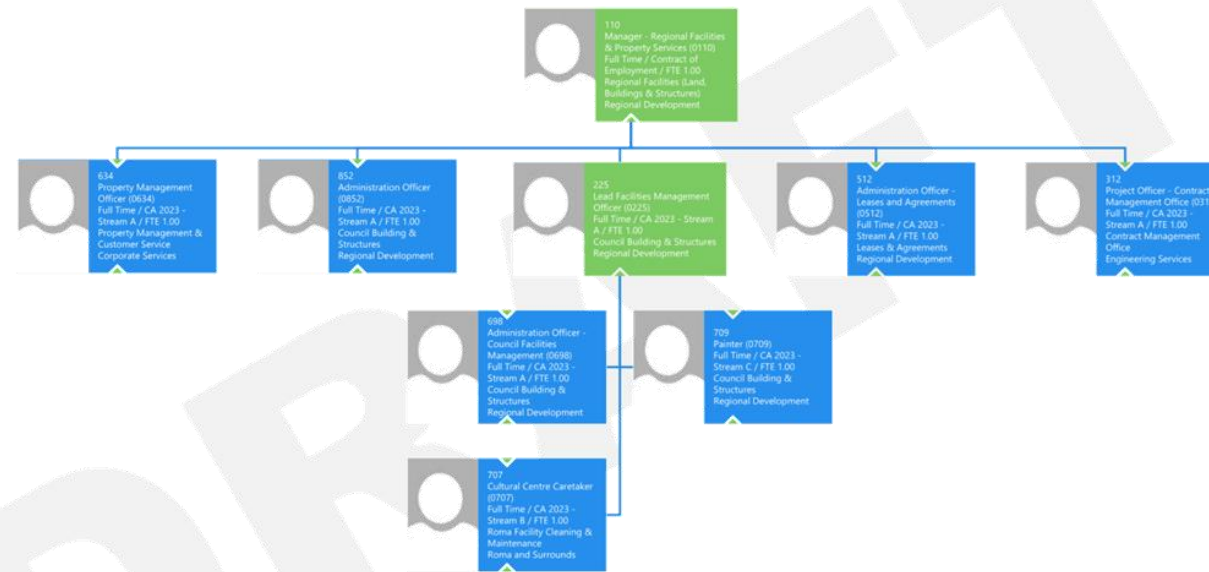 110
Manager - Regional Facilities
& Property Services (0110)
Full Time / Contract of
Employment / FTE 1.00
Regional Facilities (Land,
Buildings & Structures)
Regional Development
634
Property Management
Officer (0634)
Full Time / CA 2023 -
Stream A / FTE 1.00
Property Management &
Customer Service
Corporate Services
852
Administration Officer
(0852)
Full Time / CA 2023 -
Stream A / FTE 1.00
Council Building &
Structures
Regional Development
225
Lead Facilities Management
Officer (0225)
Full Time / CA 2023 - Stream
A / FTE 1.00
Council Building & Structures
Regional Development
512
Administration Officer -
Leases and Agreements
(0512)
Full Time / CA 2023 -
Stream A / FTE 1.00
Leases & Agreements
Regional Development
312
Project Officer - Contract
Management Office (031
Full Time / CA 2023 -
Stream A / FTE 1.00
Contract Management
Office
Engineering Services
698
Administration Officer -
Council Facilities
Management (0698)
Full Time / CA 2023 -
Stream A / FTE 1.00
Council Building &
Structures
Regional Development
709
Painter (0709)
Full Time / CA 2023 -
Stream C / FTE 1.00
Council Building &
Structures
Regional Development
707
Cultural Centre Caretaker
(0707)
Full Time / CA 2023 -
Stream B / FTE 1.00
Roma Facility Cleaning &
Maintenance
Roma and Surrounds
DRAFT